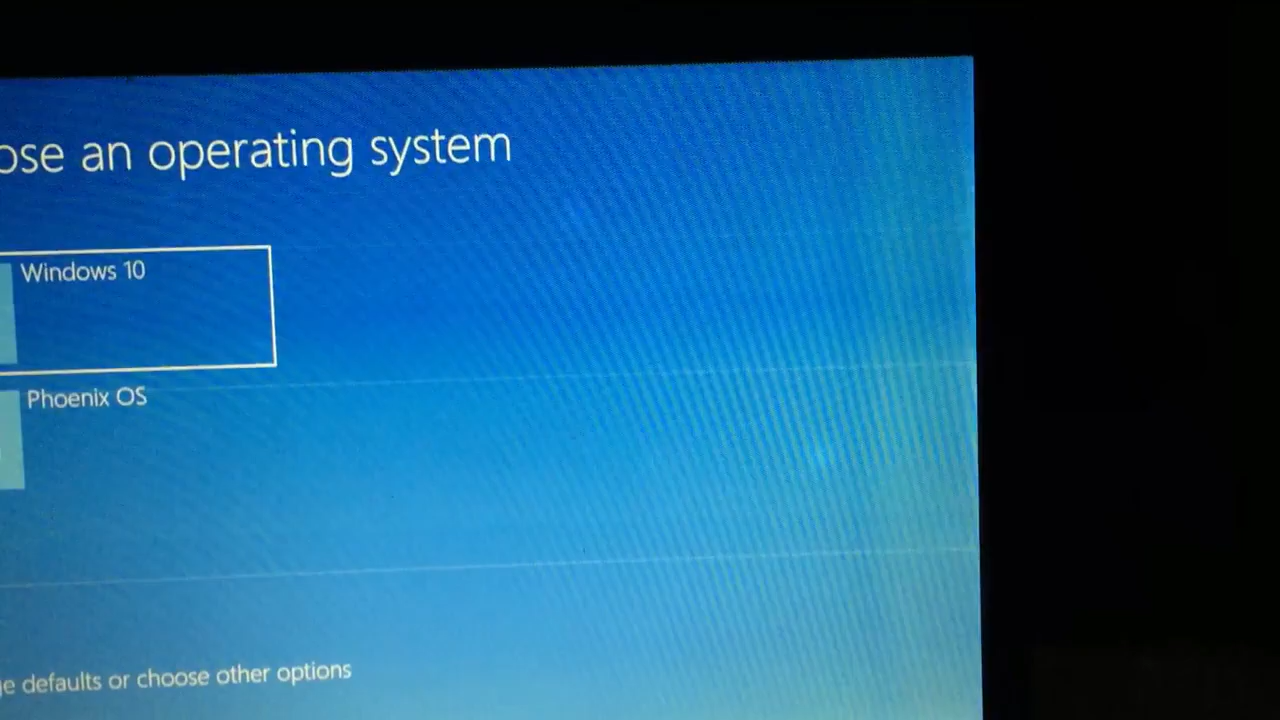 ose an operating system
Windows 10
Phoenix OS
ge defaults or choose other options